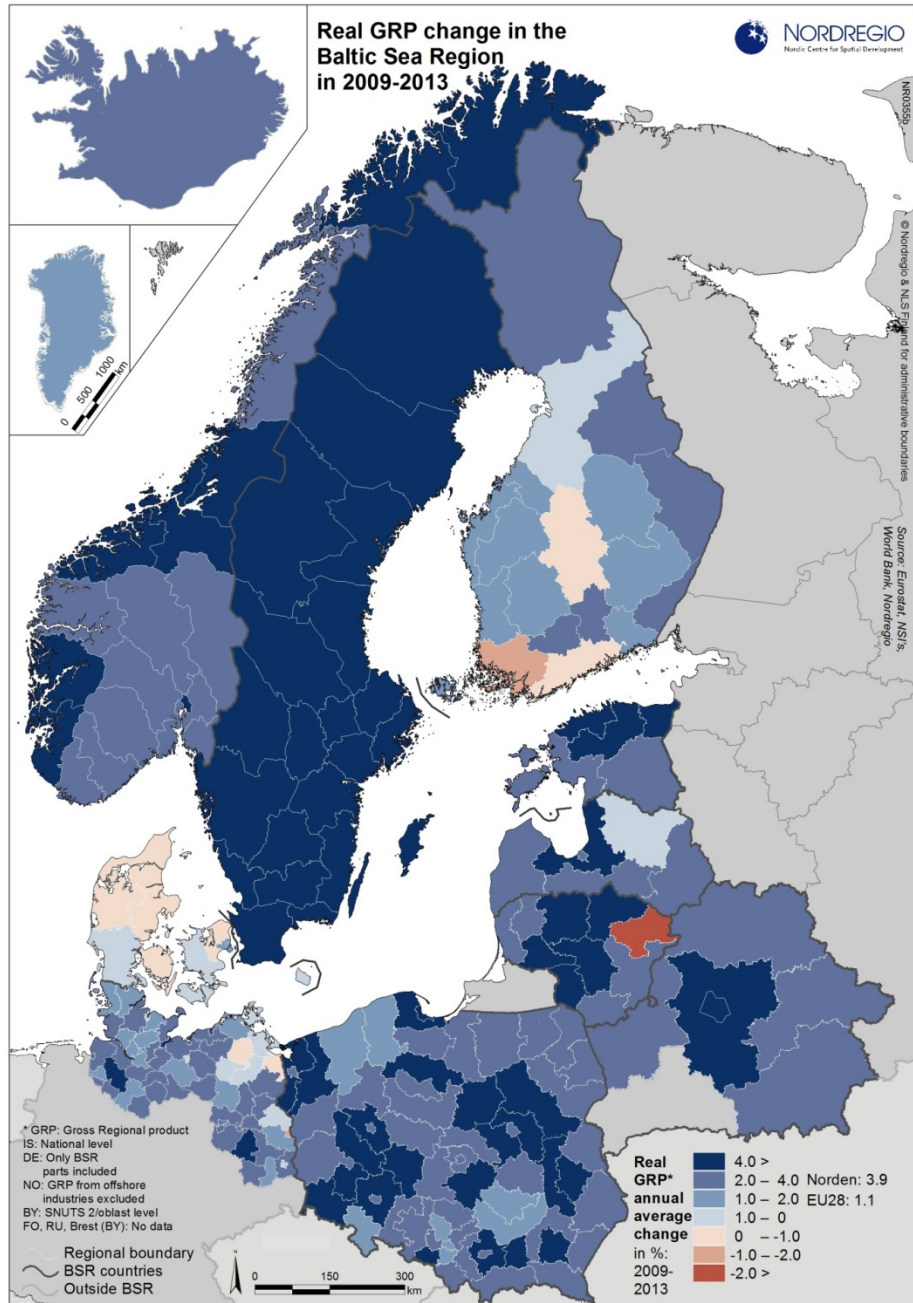 Real GRP change in the
Baltic Sea Region
in 2009-2013
NORDREGIO
Nordic Centre for Spatial Development
NR0355b
© Nordregio & NLS Finland for administrative boundaries
Source: Eurostat, NSI's,
World Bank, Nordregio
0 500 1000
km
* GRP: Gross Regional product
IS: National level
DE: Only BSR
parts included
NO: GRP from offshore
industries excluded
BY: SNUTS 2/oblast level
FO, RU, Brest (BY): No data
Regional boundary
BSR countries
Outside BSR
0 150 300
km
Real
GRP*
annual
average
change
in %:
2009-
2013
4.0 >
2.0 – 4.0
1.0 – 2.0
1.0 – 0
0 – -1.0
-1.0 – -2.0
-2.0 >
Norden: 3.9
EU28: 1.1